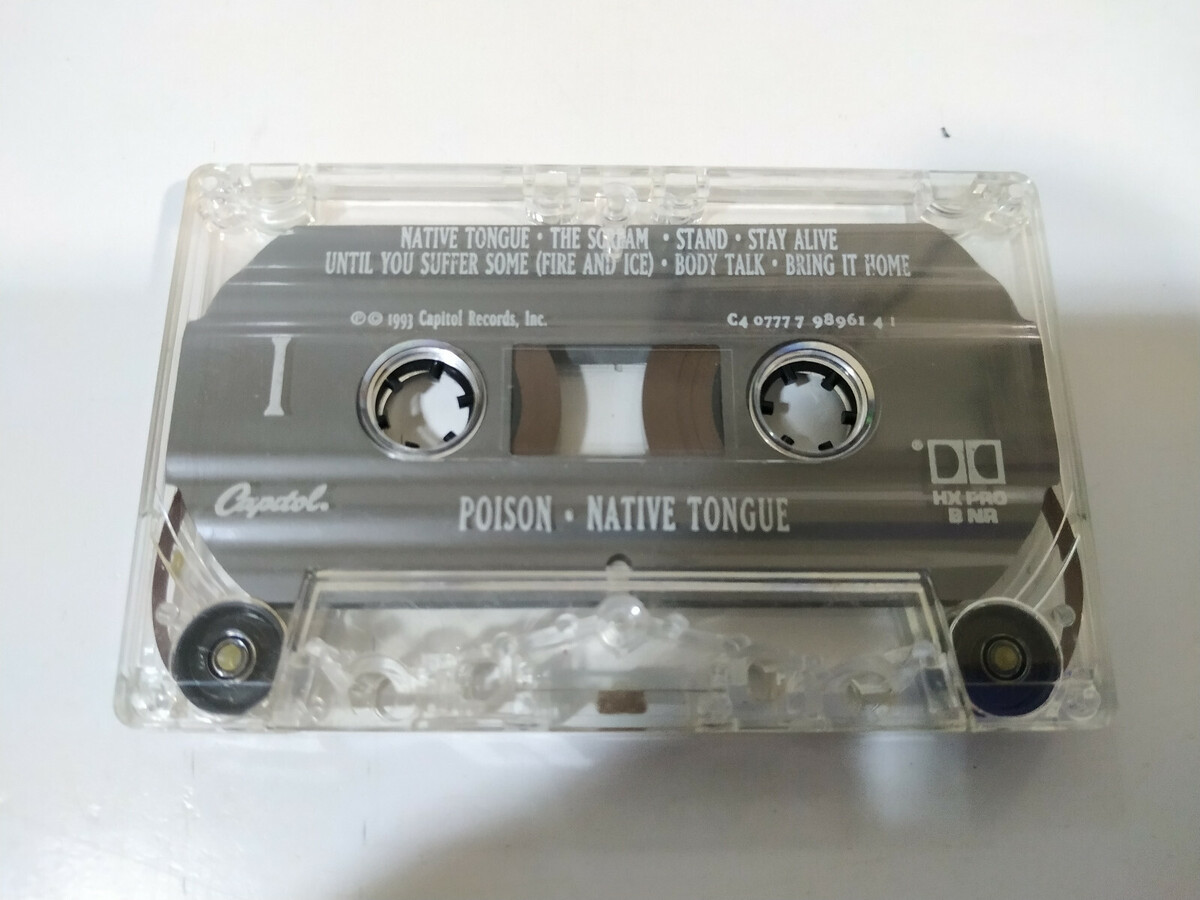 NATIVE TONGUE • THE SCREAM • STAND • STAY ALIVE
UNTIL YOU SUFFER SOME (FIRE AND ICE) • BODY TALK • BRING IT HOME
℗© 1993 Capitol Records, Inc.
C4 0777 7 98961 4 1
I
Capitol®
POISON • NATIVE TONGUE
®
HX PRO
B NR